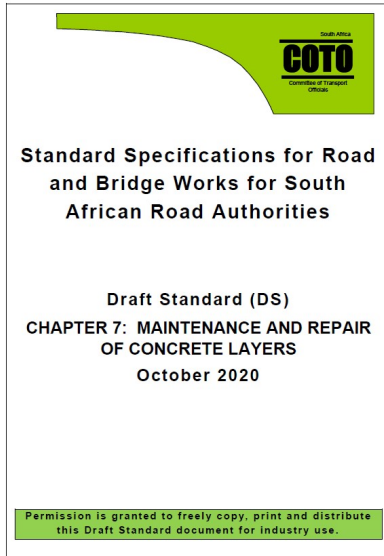 South Africa
COTO
Committee of Transport
Officials
Standard Specifications for Road
and Bridge Works for South
African Road Authorities
Draft Standard (DS)
CHAPTER 7: MAINTENANCE AND REPAIR
OF CONCRETE LAYERS
October 2020
Permission is granted to freely copy, print and distribute
this Draft Standard document for industry use.